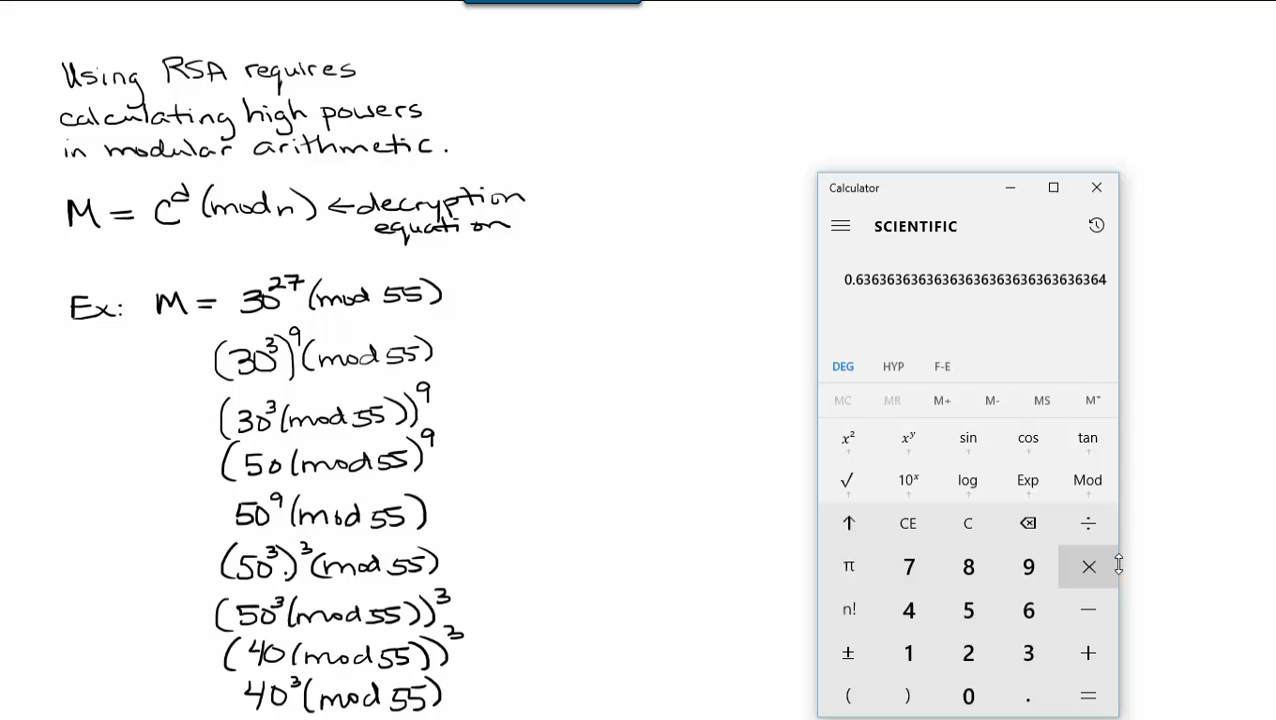 Using RSA requires
calculating high powers
in modular arithmetic.
M = C^d (mod n) ← decryption
equation
Ex: M = 30^27 (mod 55)
(30^3)^9 (mod 55)
(30^3 (mod 55))^9
(50 (mod 55))^9
50^9 (mod 55)
(50^3)^3 (mod 55)
(50^3 (mod 55))^3
(40 (mod 55))^3
40^3 (mod 55)
Calculator
SCIENTIFIC
0.63636363636363636363636363636364
DEG HYP F-E
MC MR M+ M- MS M˅
x² xʸ sin cos tan
√ 10ˣ log Exp Mod
↑ CE C ⌫ ÷
π 7 8 9 ×
n! 4 5 6 −
± 1 2 3 +
( ) 0 . =